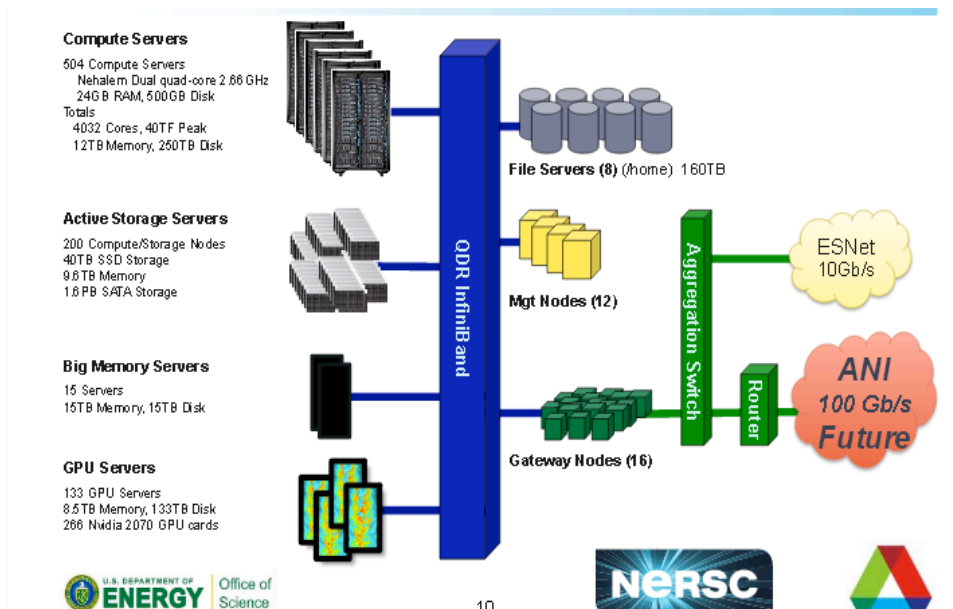 Compute Servers
504 Compute Servers
Nehalem Dual quad-core 2.66 GHz
24GB RAM, 500GB Disk
Totals
4032 Cores, 40TF Peak
12TB Memory, 250TB Disk
File Servers (8) (/home) 160TB
Active Storage Servers
200 Compute/Storage Nodes
40TB SSD Storage
9.6TB Memory
1.6PB SATA Storage
QDR InfiniBand
Mgt Nodes (12)
Aggregation Switch
ESNet
10Gb/s
Big Memory Servers
15 Servers
15TB Memory, 15TB Disk
Router
ANI
100 Gb/s
Future
Gateway Nodes (16)
GPU Servers
133 GPU Servers
8.5TB Memory, 133TB Disk
266 Nvidia 2070 GPU cards
U.S. DEPARTMENT OF
ENERGY
Office of
Science
10
NERSC